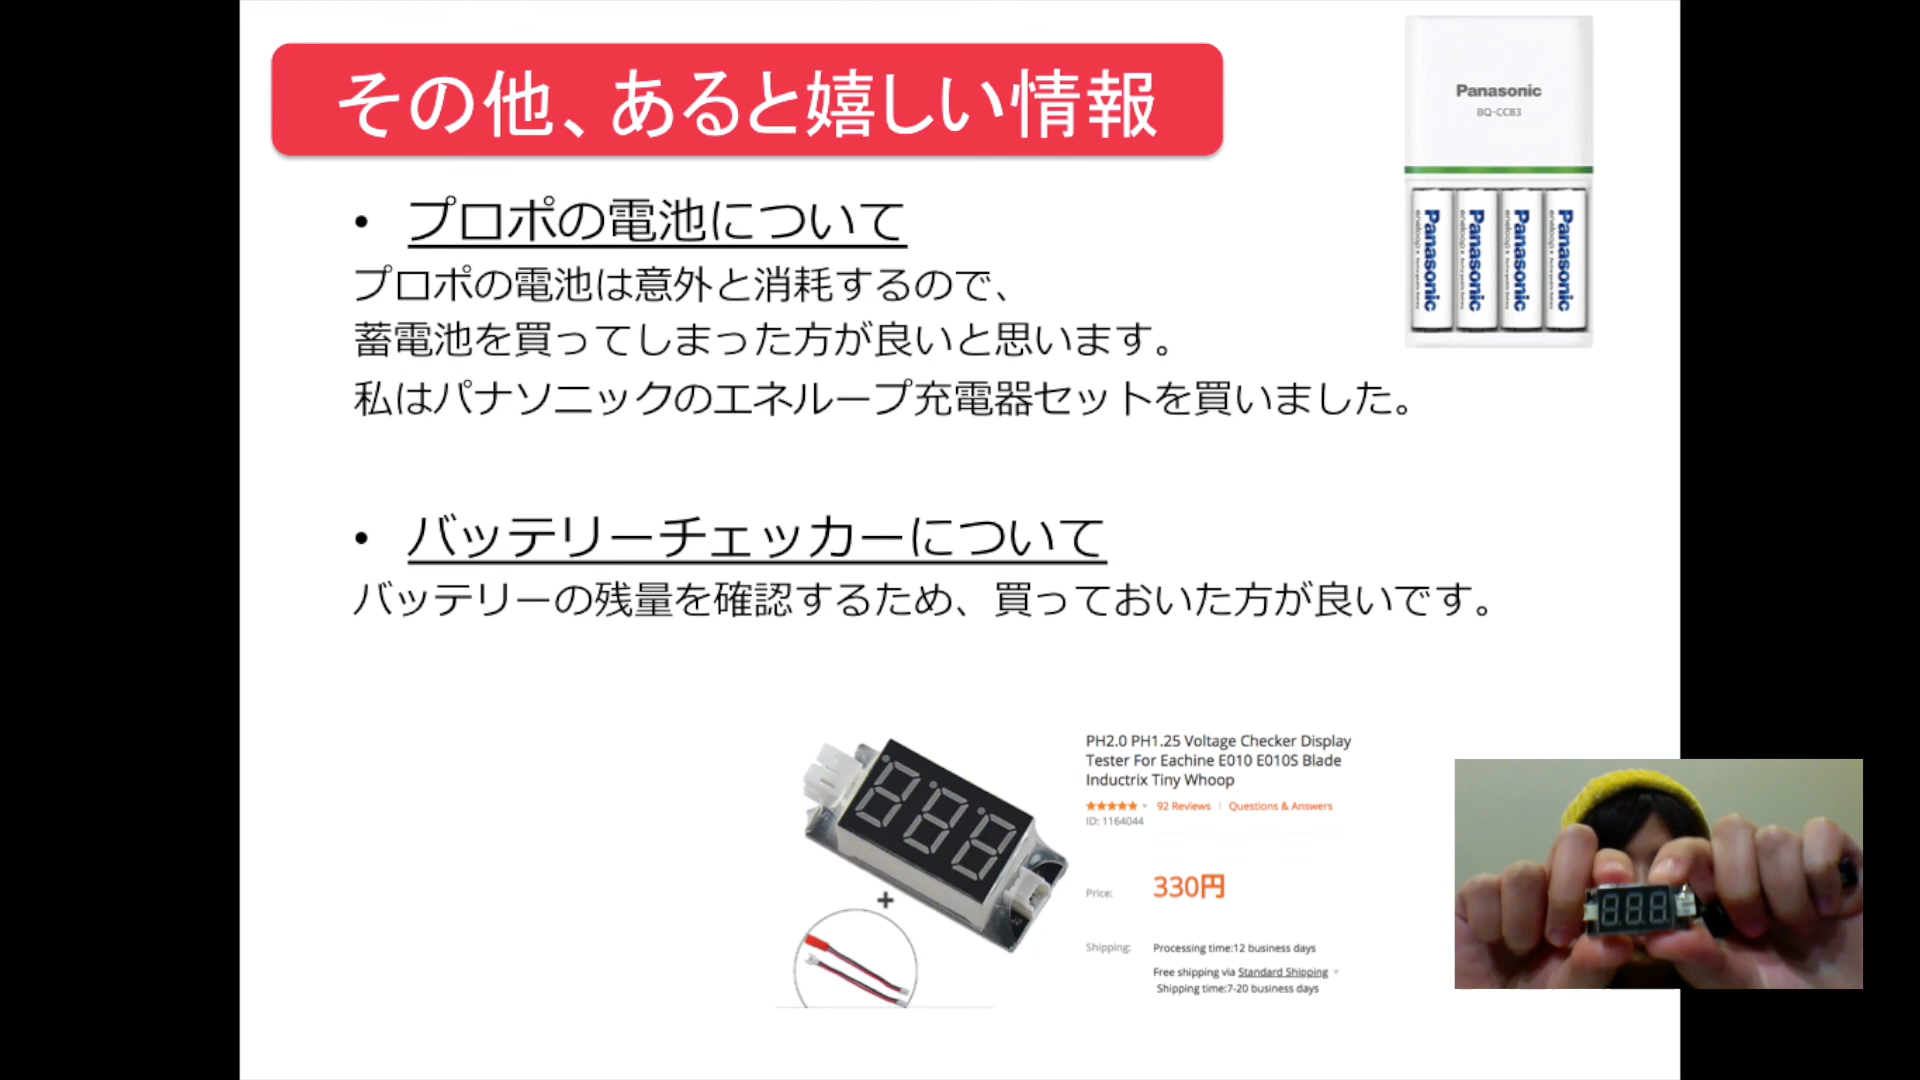 その他、あると嬉しい情報
Panasonic
BQ-CC83
Panasonic
Panasonic
Panasonic
Panasonic
• プロポの電池について
プロポの電池は意外と消耗するので、
蓄電池を買ってしまった方が良いと思います。
私はパナソニックのエネループ充電器セットを買いました。
• バッテリーチェッカーについて
バッテリーの残量を確認するため、買っておいた方が良いです。
PH2.0 PH1.25 Voltage Checker Display
Tester For Eachine E010 E010S Blade
Inductrix Tiny Whoop
92 Reviews | Questions & Answers
ID: 1164044
Price: 330円
Shipping: Processing time:12 business days
Free shipping via Standard Shipping
Shipping time:7-20 business days
+